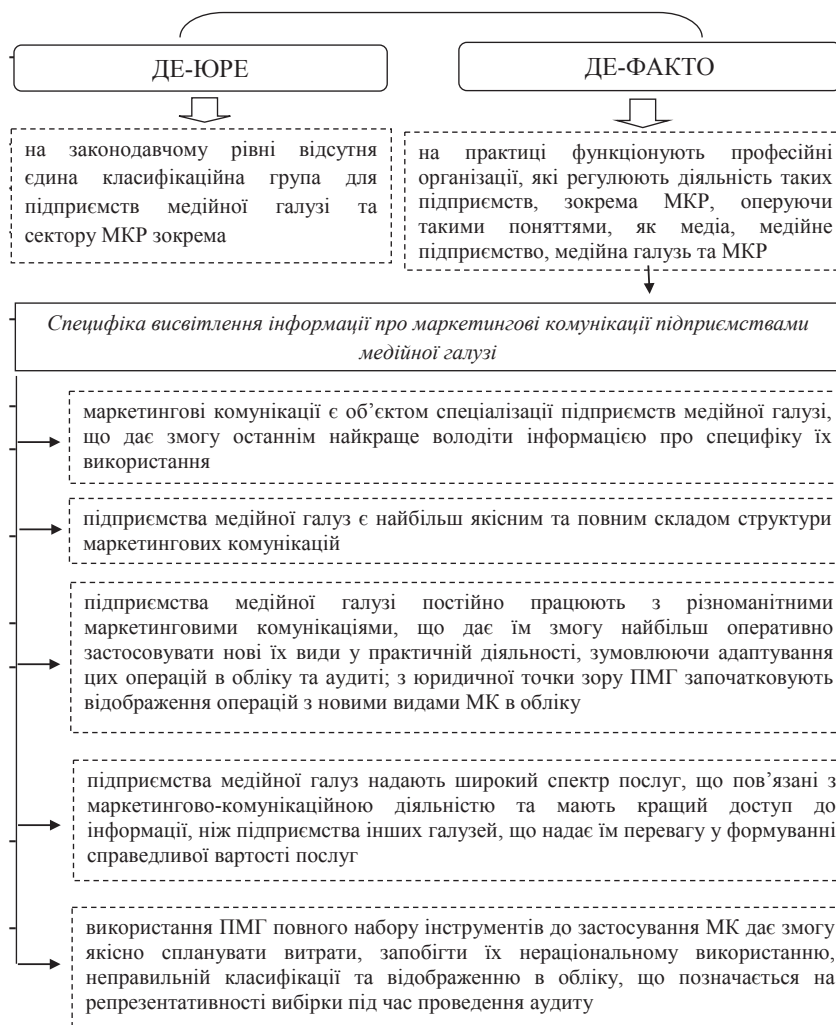 ДЕ-ЮРЕ
ДЕ-ФАКТО
на законодавчому рівні відсутня
єдина класифікаційна група для
підприємств медійної галузі та
сектору МКР зокрема
на практиці функціонують професійні
організації, які регулюють діяльність таких
підприємств, зокрема МКР, оперуючи
такими поняттями, як медіа, медійне
підприємство, медійна галузь та МКР
Специфіка висвітлення інформації про маркетингові комунікації підприємствами
медійної галузі
маркетингові комунікації є об’єктом спеціалізації підприємств медійної галузі,
що дає змогу останнім найкраще володіти інформацією про специфіку їх
використання
підприємства медійної галуз є найбільш якісним та повним складом структури
маркетингових комунікацій
підприємства медійної галузі постійно працюють з різноманітними
маркетинговими комунікаціями, що дає їм змогу найбільш оперативно
застосовувати нові їх види у практичній діяльності, зумовлюючи адаптування
цих операцій в обліку та аудиті; з юридичної точки зору ПМГ започатковують
відображення операцій з новими видами МК в обліку
підприємства медійної галуз надають широкий спектр послуг, що пов’язані з
маркетингово-комунікаційною діяльністю та мають кращий доступ до
інформації, ніж підприємства інших галузей, що надає їм перевагу у формуванні
справедливої вартості послуг
використання ПМГ повного набору інструментів до застосування МК дає змогу
якісно спланувати витрати, запобігти їх нераціональному використанню,
неправильній класифікації та відображенню в обліку, що позначається на
репрезентативності вибірки під час проведення аудиту